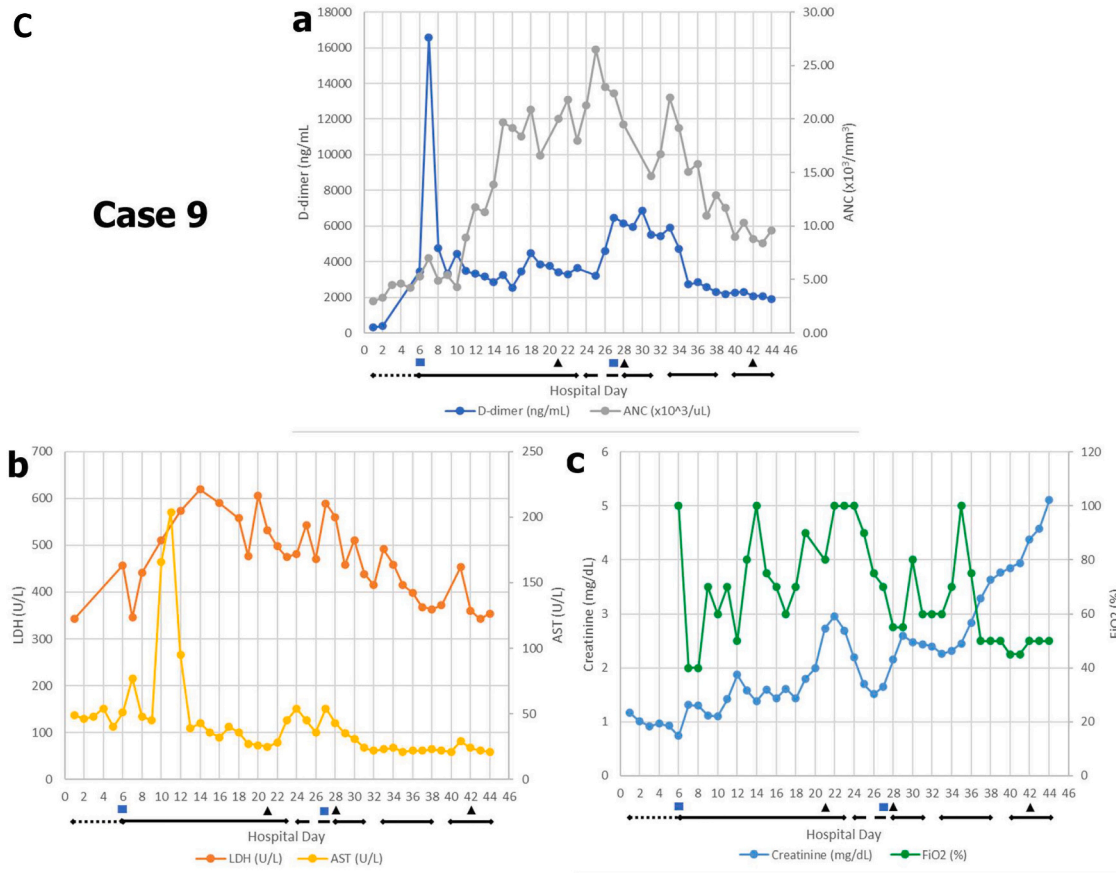 C
Case 9
a
18000
16000
14000
12000
10000
8000
6000
4000
2000
0
D-dimer (ng/mL)
30.00
25.00
20.00
15.00
10.00
5.00
0.00
ANC (x10³/mm³)
0 2 4 6 8 10 12 14 16 18 20 22 24 26 28 30 32 34 36 38 40 42 44 46
Hospital Day
D-dimer (ng/mL) ANC (x10^3/uL)
b
700
600
500
400
300
200
100
0
LDH (U/L)
250
200
150
100
50
0
AST (U/L)
0 2 4 6 8 10 12 14 16 18 20 22 24 26 28 30 32 34 36 38 40 42 44 46
Hospital Day
LDH (U/L) AST (U/L)
c
6
5
4
3
2
1
0
Creatinine (mg/dL)
120
100
80
60
40
20
0
FiO2 (%)
0 2 4 6 8 10 12 14 16 18 20 22 24 26 28 30 32 34 36 38 40 42 44 46
Hospital Day
Creatinine (mg/dL) FiO2 (%)